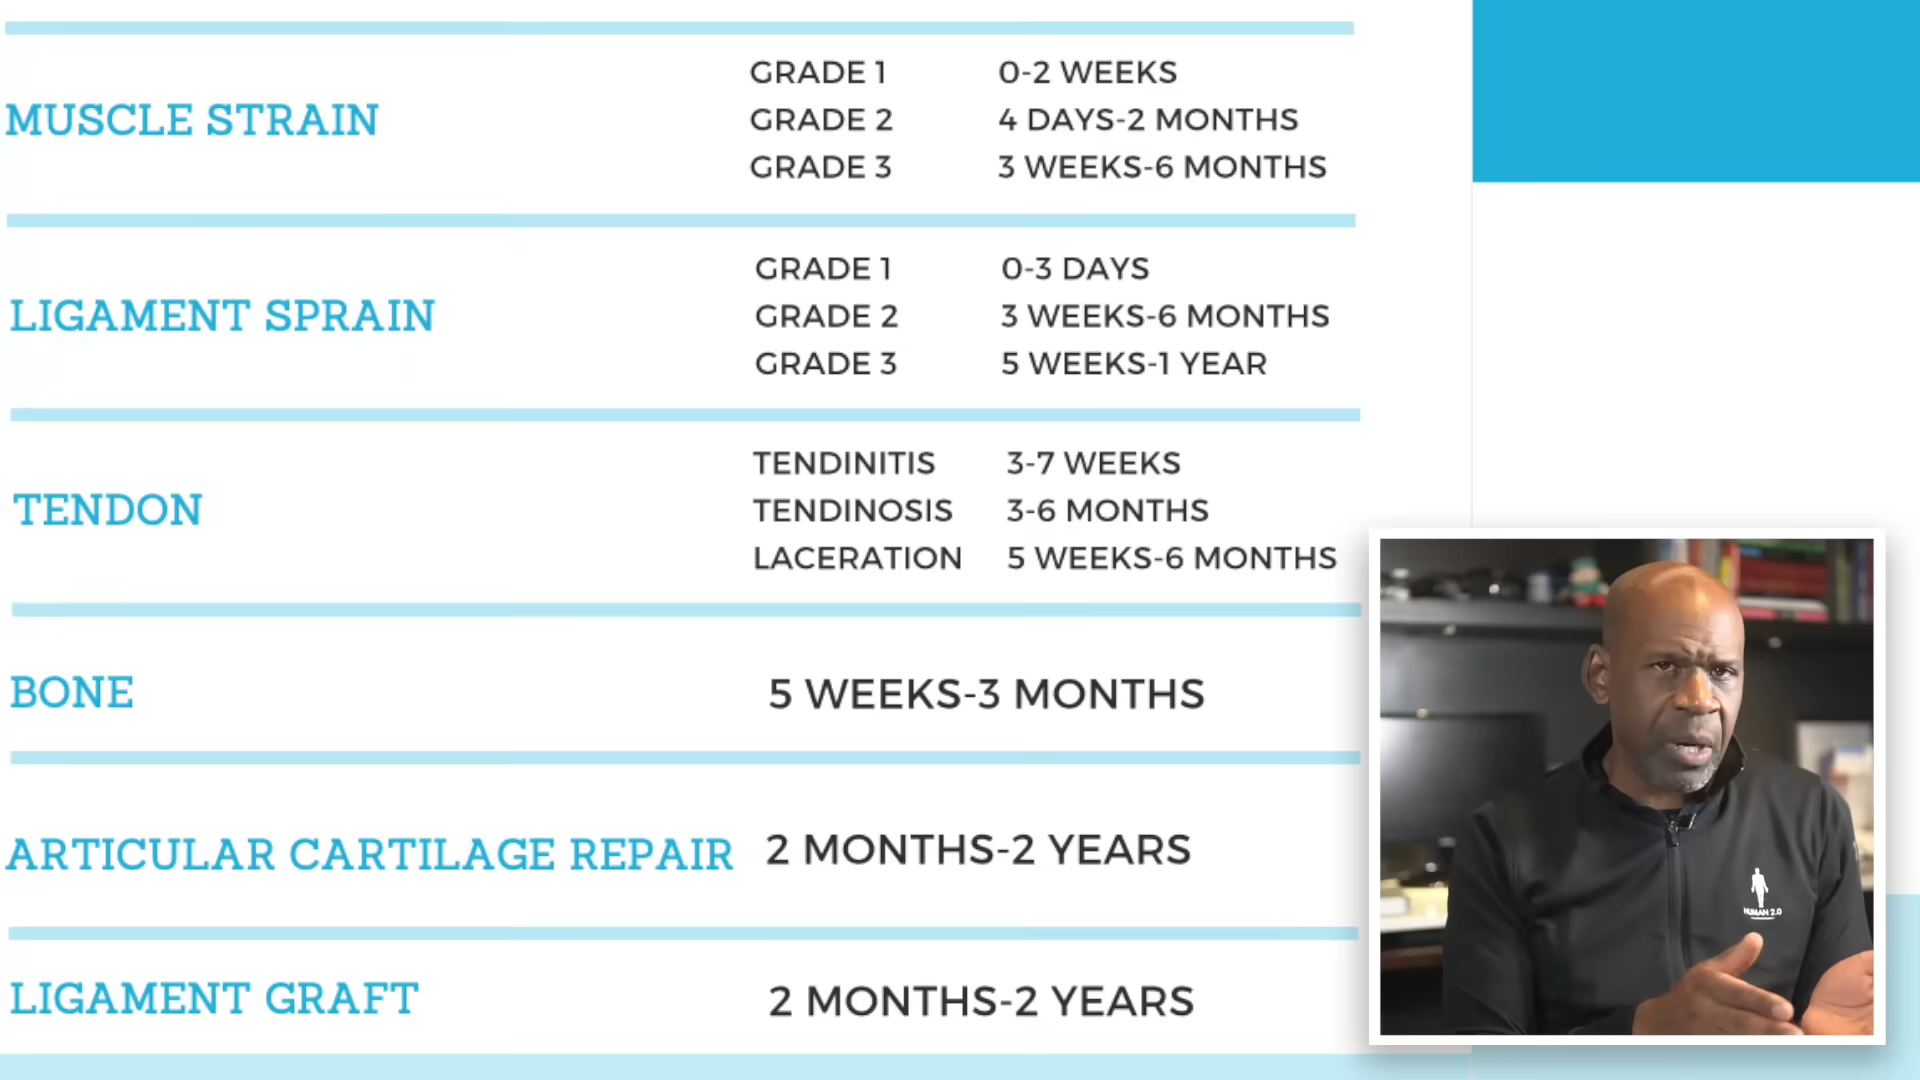 MUSCLE STRAIN
GRADE 1 0-2 WEEKS
GRADE 2 4 DAYS-2 MONTHS
GRADE 3 3 WEEKS-6 MONTHS
LIGAMENT SPRAIN
GRADE 1 0-3 DAYS
GRADE 2 3 WEEKS-6 MONTHS
GRADE 3 5 WEEKS-1 YEAR
TENDON
TENDINITIS 3-7 WEEKS
TENDINOSIS 3-6 MONTHS
LACERATION 5 WEEKS-6 MONTHS
BONE 5 WEEKS-3 MONTHS
ARTICULAR CARTILAGE REPAIR 2 MONTHS-2 YEARS
LIGAMENT GRAFT 2 MONTHS-2 YEARS
HUMAN 2.0